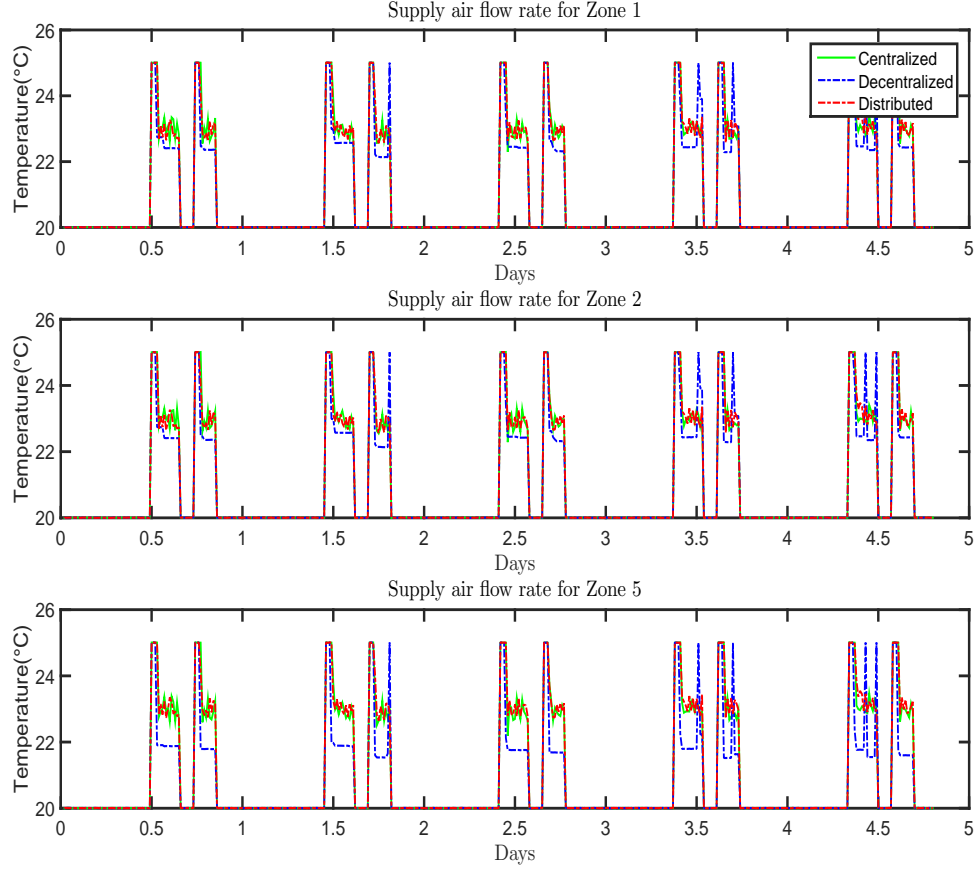 Supply air flow rate for Zone 1
Temperature(°C)
26
24
22
20
0 0.5 1 1.5 2 2.5 3 3.5 4 4.5 5
Days
Centralized
Decentralized
Distributed
Supply air flow rate for Zone 2
Temperature(°C)
26
24
22
20
0 0.5 1 1.5 2 2.5 3 3.5 4 4.5 5
Days
Supply air flow rate for Zone 5
Temperature(°C)
26
24
22
20
0 0.5 1 1.5 2 2.5 3 3.5 4 4.5 5
Days